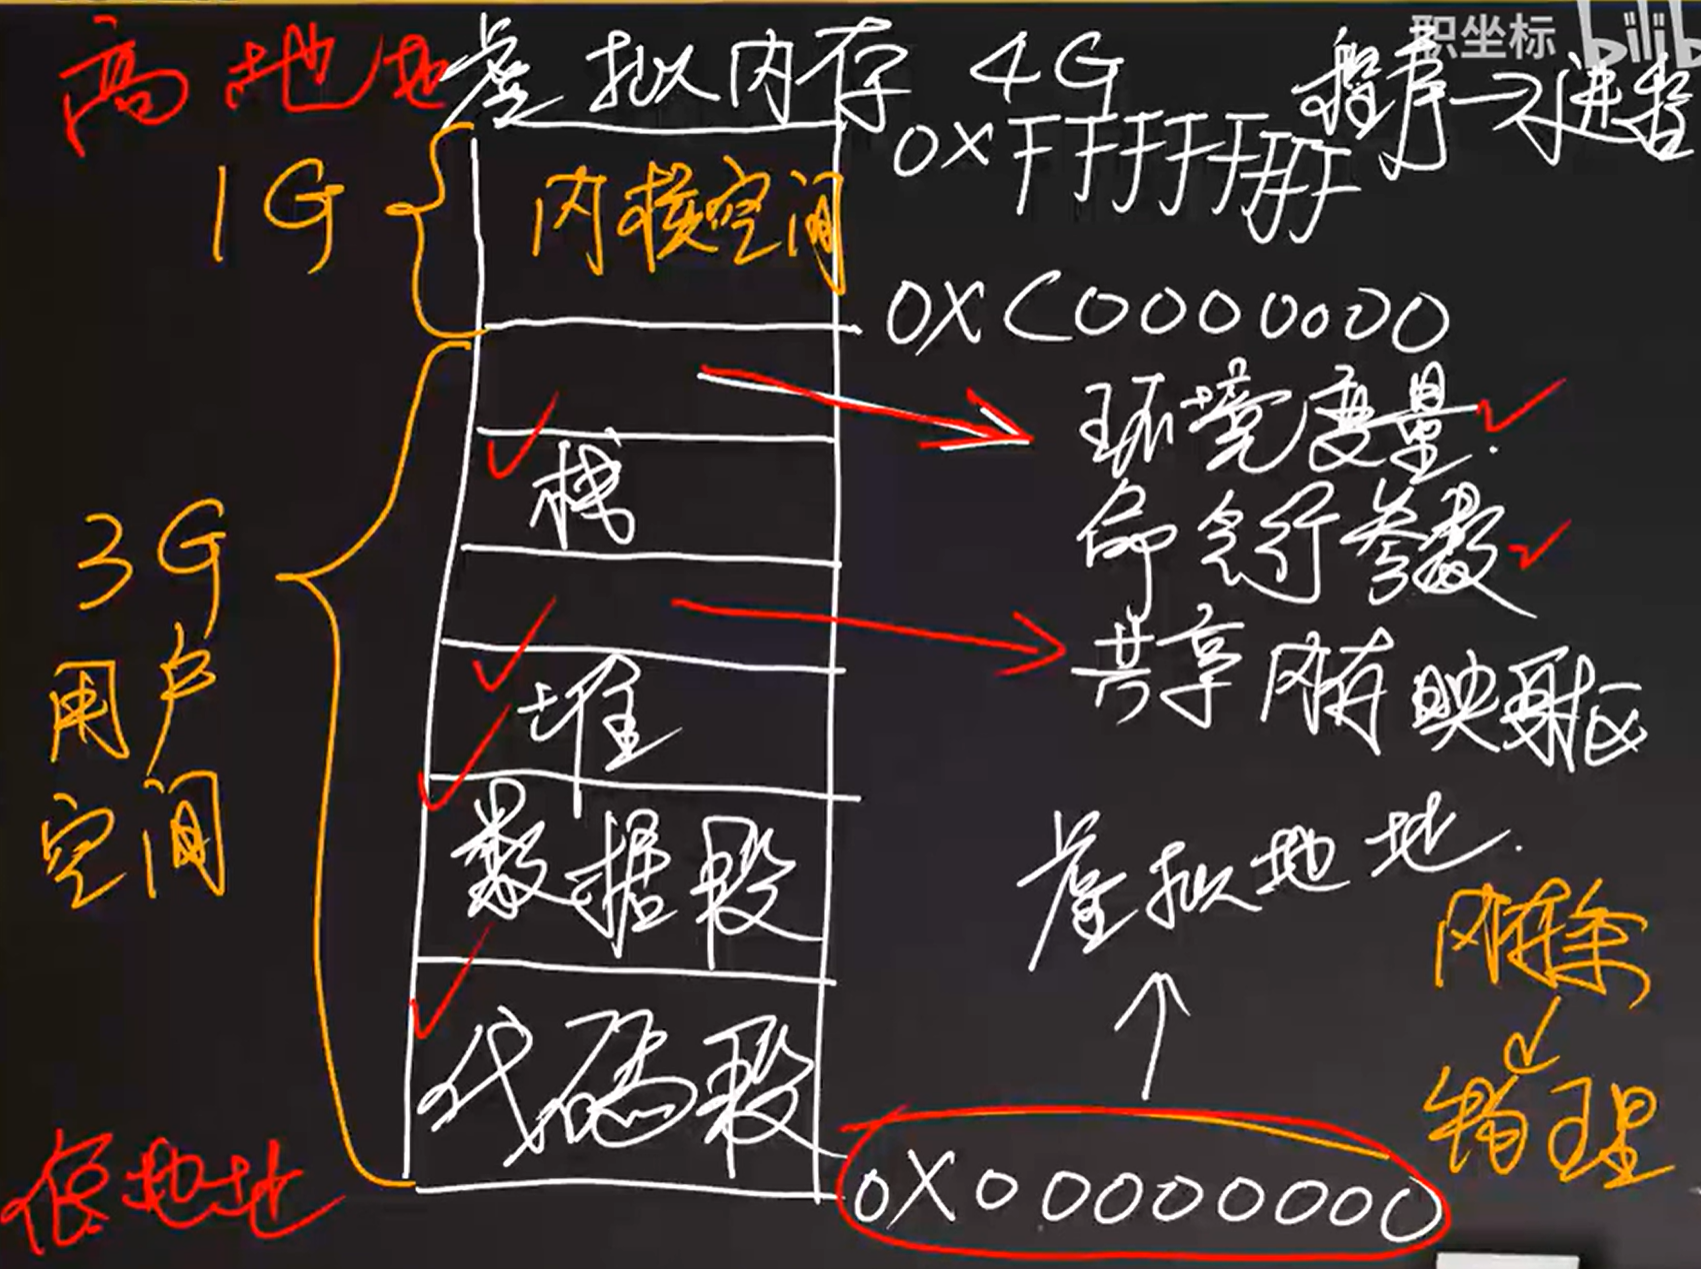 职坐标 bilib
高地址 虚拟内存 4G
程序→进程
0XFFFFFFFF
1G 内核空间
0XC0000000
环境变量
栈
命令行参数
3G
用户
空间
共享内存映射区
堆
数据段
虚拟地址
内存条
代码段
物理
低地址
0X00000000